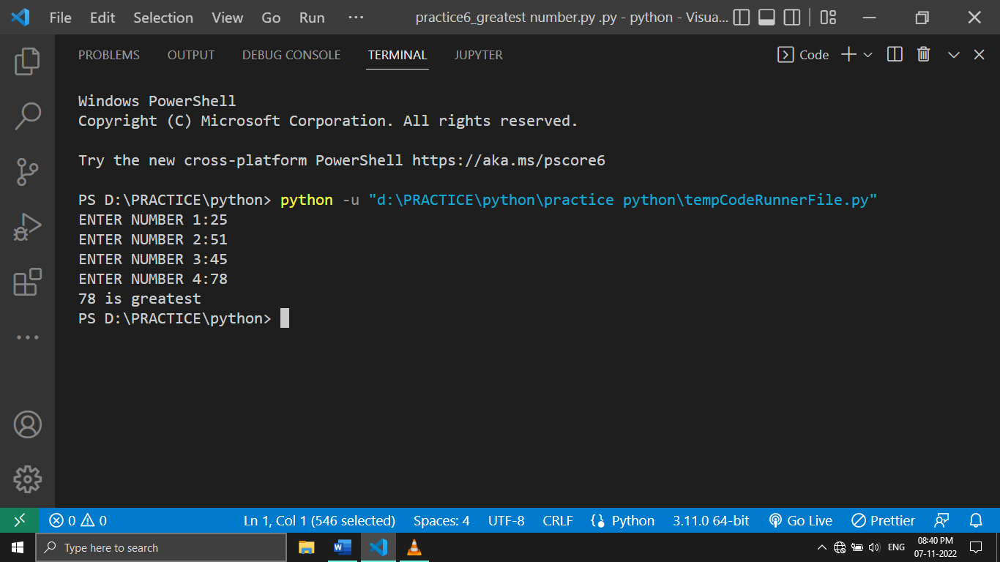 File Edit Selection View Go Run ··· practice6_greatest number.py .py - python - Visua...
PROBLEMS OUTPUT DEBUG CONSOLE TERMINAL JUPYTER Code
Windows PowerShell
Copyright (C) Microsoft Corporation. All rights reserved.
Try the new cross-platform PowerShell https://aka.ms/pscore6
PS D:\PRACTICE\python> python -u "d:\PRACTICE\python\practice python\tempCodeRunnerFile.py"
ENTER NUMBER 1:25
ENTER NUMBER 2:51
ENTER NUMBER 3:45
ENTER NUMBER 4:78
78 is greatest
PS D:\PRACTICE\python>
0 0 Ln 1, Col 1 (546 selected) Spaces: 4 UTF-8 CRLF Python 3.11.0 64-bit Go Live Prettier
Type here to search ENG 08:40 PM
07-11-2022